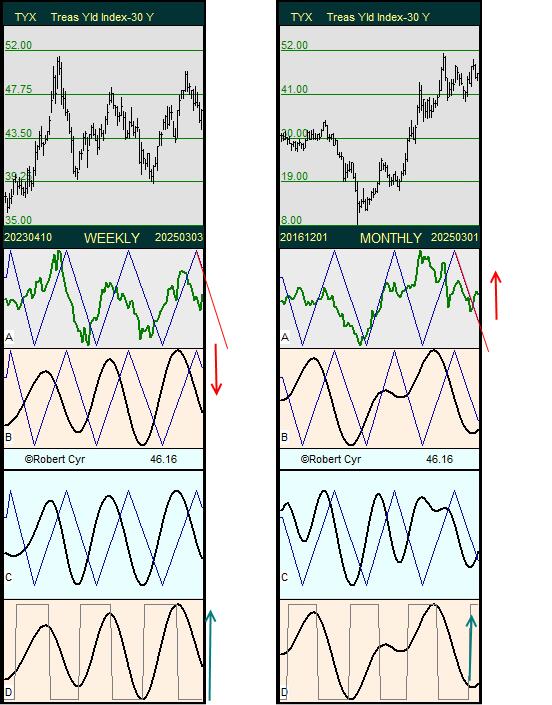 TYX Treas Yld Index-30 Y
52.00
47.75
43.50
39.25
35.00
20230410 WEEKLY 20250303
A
B
©Robert Cyr 46.16
C
D
TYX Treas Yld Index-30 Y
52.00
41.00
30.00
19.00
8.00
20161201 MONTHLY 20250301
A
B
©Robert Cyr 46.16
C
D